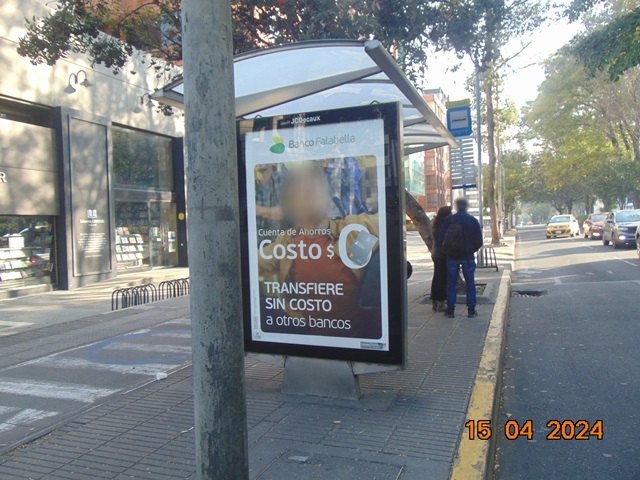 JCDecaux
Banco Falabella
Cuenta de Ahorros
Costo $0
TRANSFIERE
SIN COSTO
a otros bancos
15 04 2024